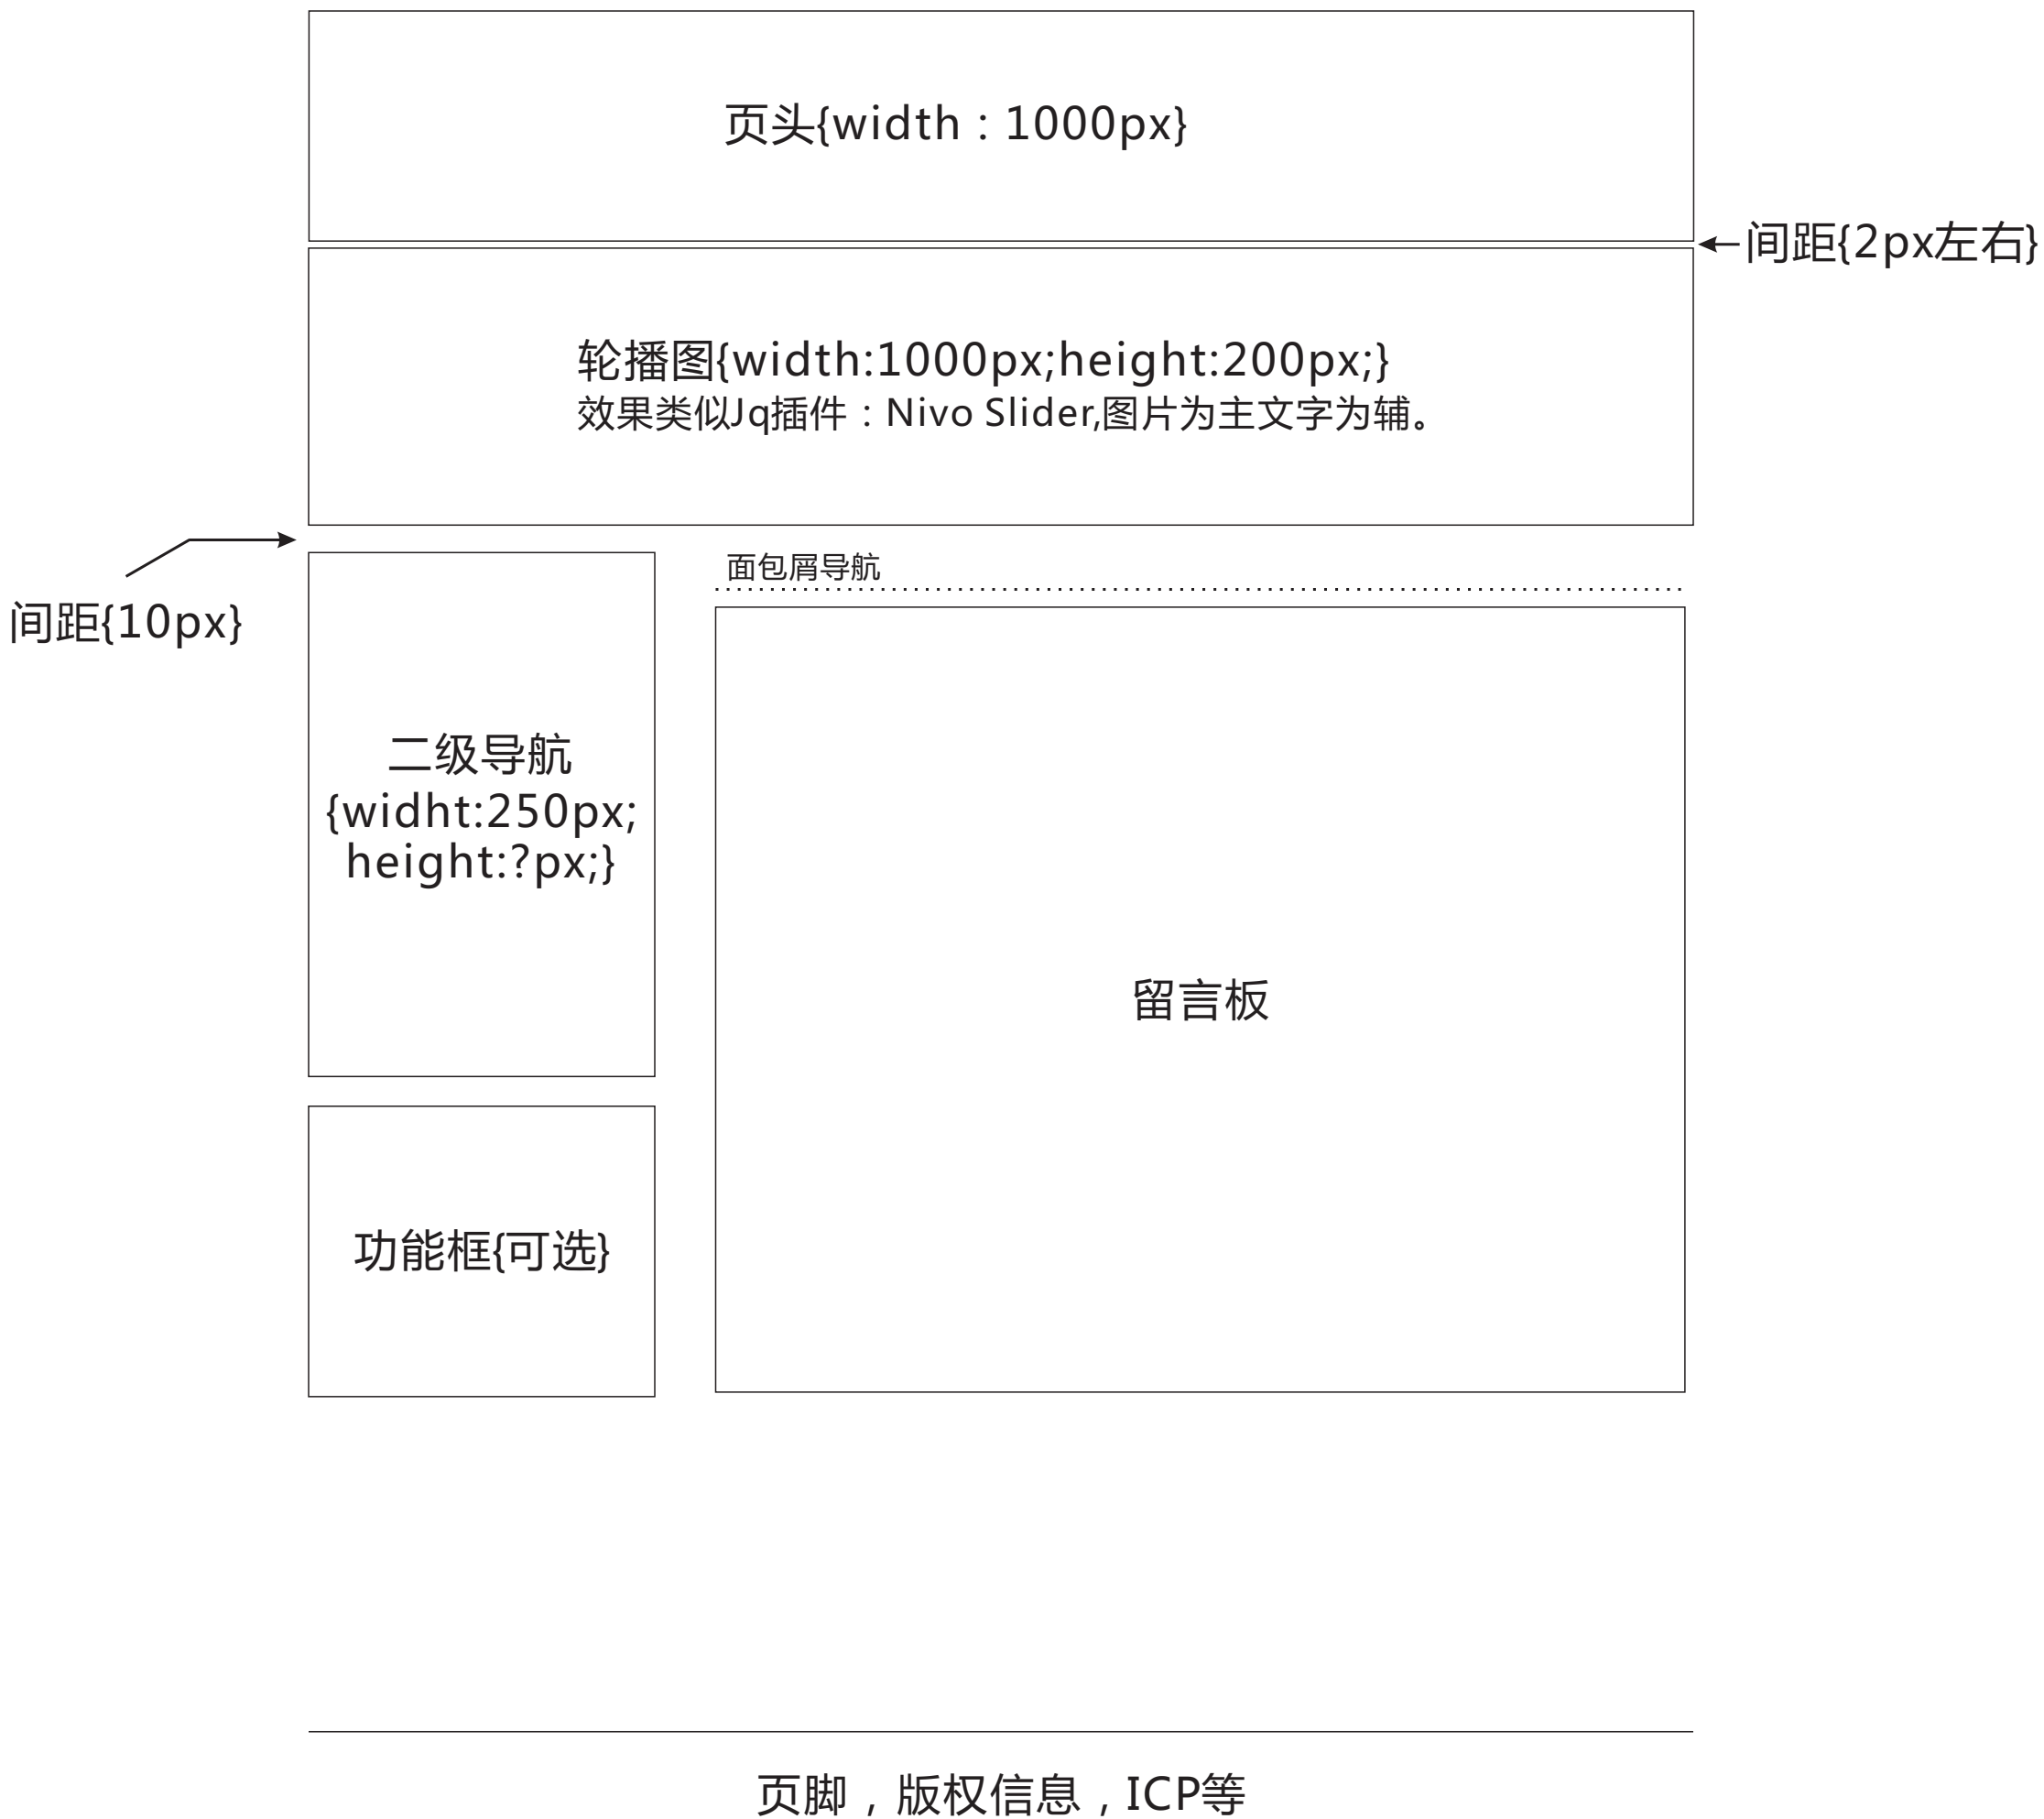 页头{width：1000px}
间距{2px左右}
轮播图{width:1000px;height:200px;}
效果类似Jq插件：Nivo Slider,图片为主文字为辅。
面包屑导航
间距{10px}
二级导航
{widht:250px;
height:?px;}
留言板
功能框{可选}
页脚，版权信息，ICP等